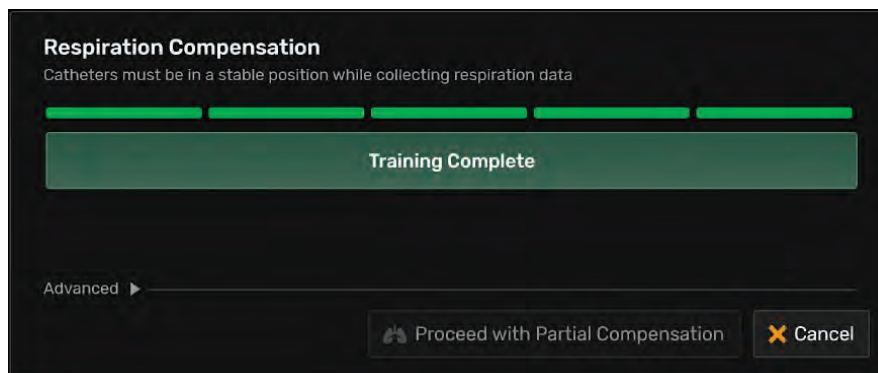 Respiration Compensation
Catheters must be in a stable position while collecting respiration data
Training Complete
Advanced
Proceed with Partial Compensation
Cancel